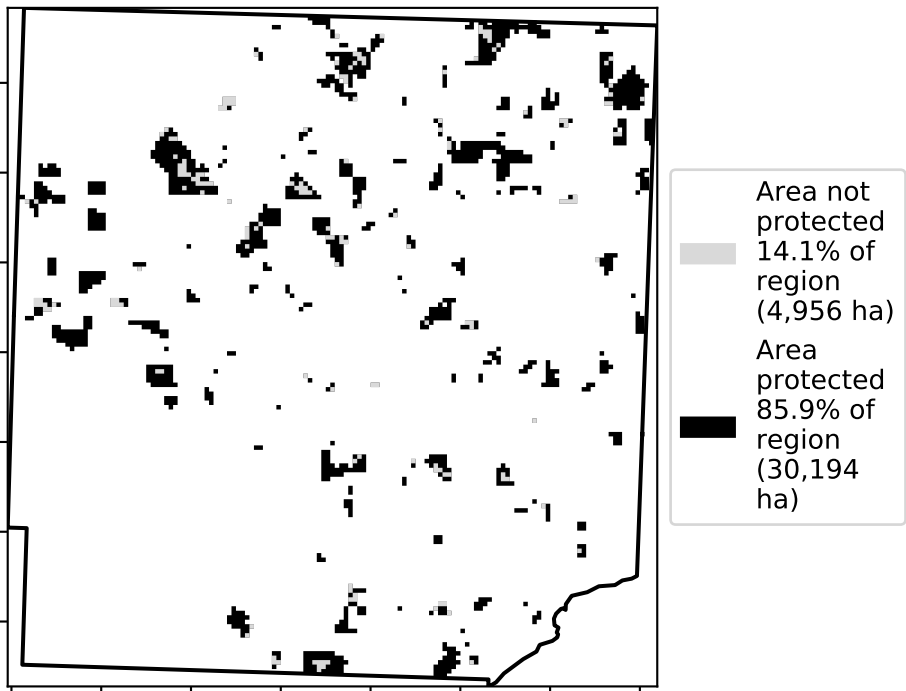 Area not
protected
14.1% of
region
(4,956 ha)
Area
protected
85.9% of
region
(30,194
ha)